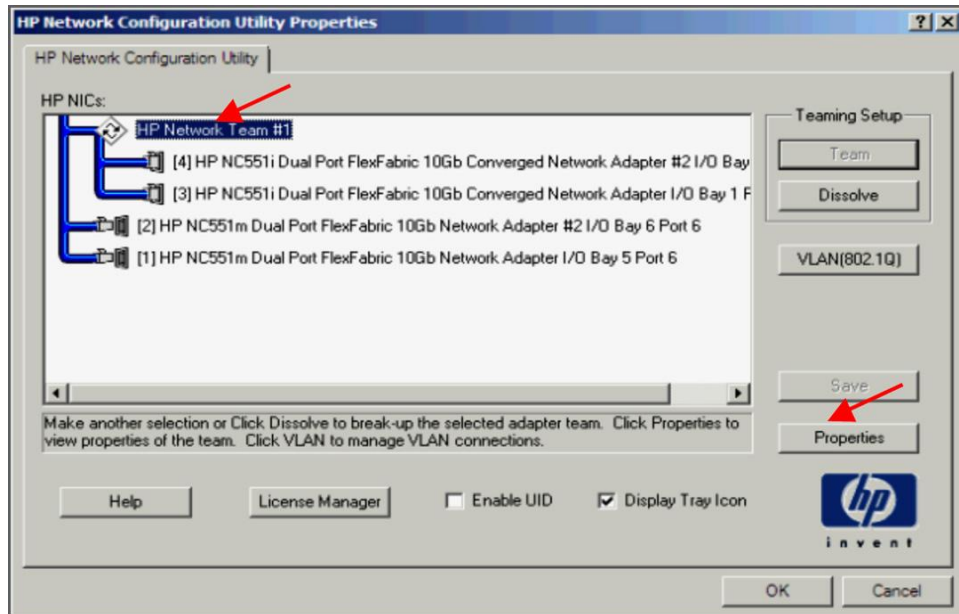 HP Network Configuration Utility Properties
HP Network Configuration Utility
HP NICs:
HP Network Team #1
[4] HP NC551i Dual Port FlexFabric 10Gb Converged Network Adapter #2 I/O Bay
[3] HP NC551i Dual Port FlexFabric 10Gb Converged Network Adapter I/O Bay 1 F
[2] HP NC551m Dual Port FlexFabric 10Gb Network Adapter #2 I/O Bay 6 Port 6
[1] HP NC551m Dual Port FlexFabric 10Gb Network Adapter I/O Bay 5 Port 6
Teaming Setup
Team
Dissolve
VLAN(802.1Q)
Save
Properties
Make another selection or Click Dissolve to break-up the selected adapter team. Click Properties to
view properties of the team. Click VLAN to manage VLAN connections.
Help
License Manager
Enable UID
Display Tray Icon
hp
invent
OK
Cancel